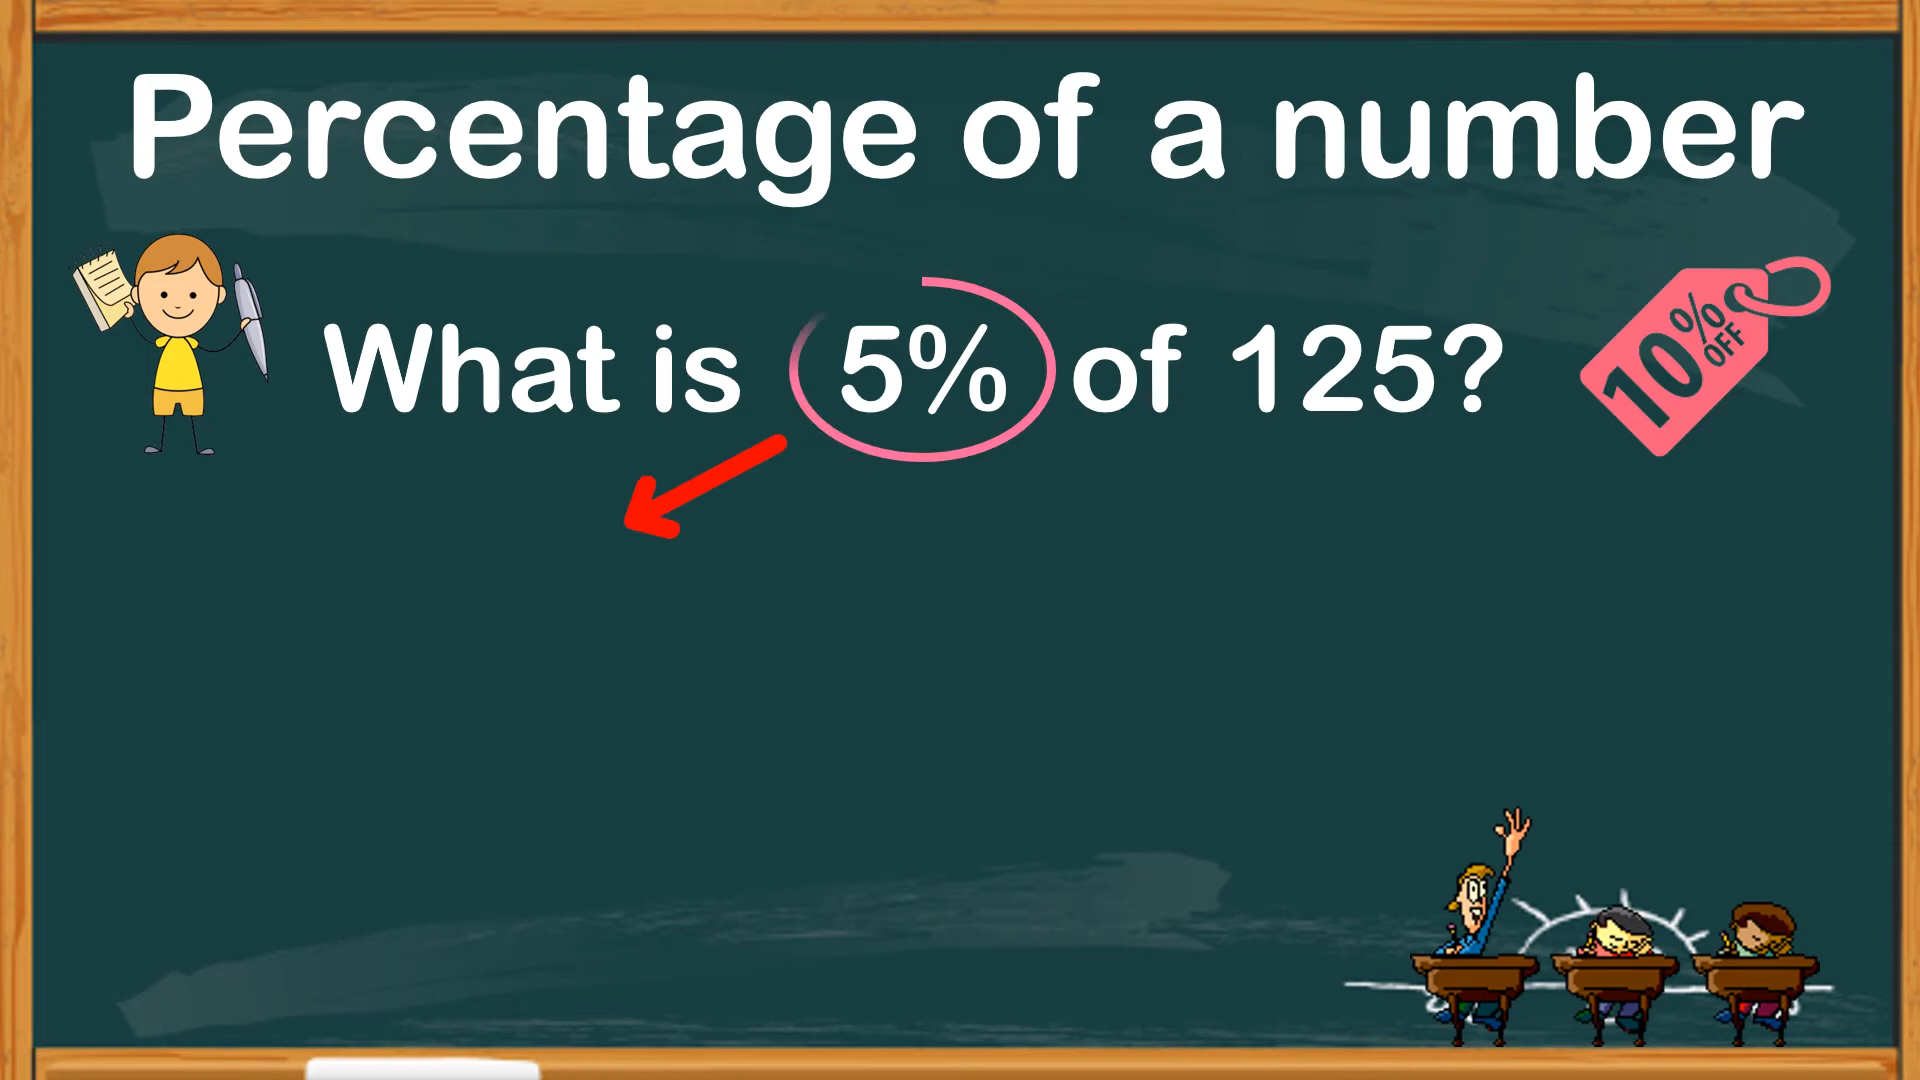 Percentage of a number
What is 5% of 125?
10% OFF